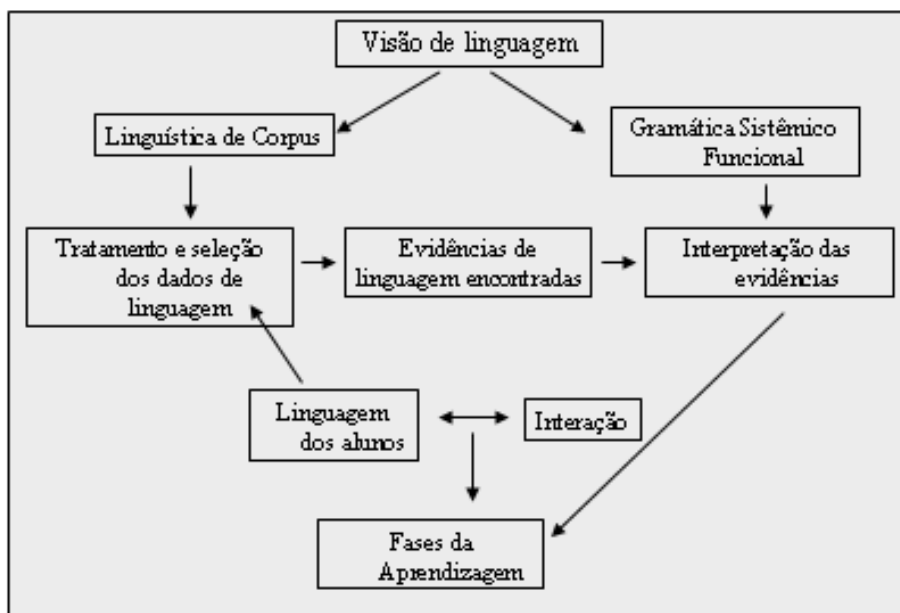 Visão de linguagem
Linguística de Corpus
Gramática Sistêmico
Funcional
Tratamento e seleção
dos dados de
linguagem
Evidências de
linguagem encontradas
Interpretação das
evidências
Linguagem
dos alunos
Interação
Fases da
Aprendizagem